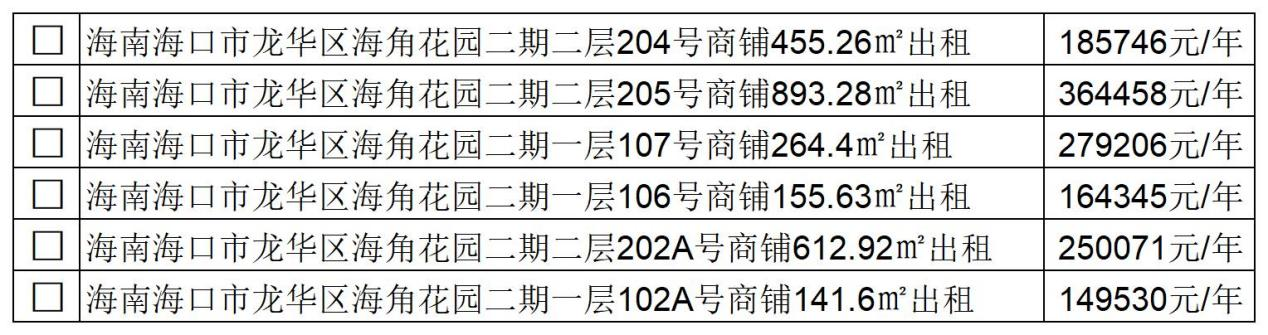 □ 海南海口市龙华区海角花园二期二层204号商铺455.26㎡出租 185746元/年
□ 海南海口市龙华区海角花园二期二层205号商铺893.28㎡出租 364458元/年
□ 海南海口市龙华区海角花园二期一层107号商铺264.4㎡出租 279206元/年
□ 海南海口市龙华区海角花园二期一层106号商铺155.63㎡出租 164345元/年
□ 海南海口市龙华区海角花园二期二层202A号商铺612.92㎡出租 250071元/年
□ 海南海口市龙华区海角花园二期一层102A号商铺141.6㎡出租 149530元/年